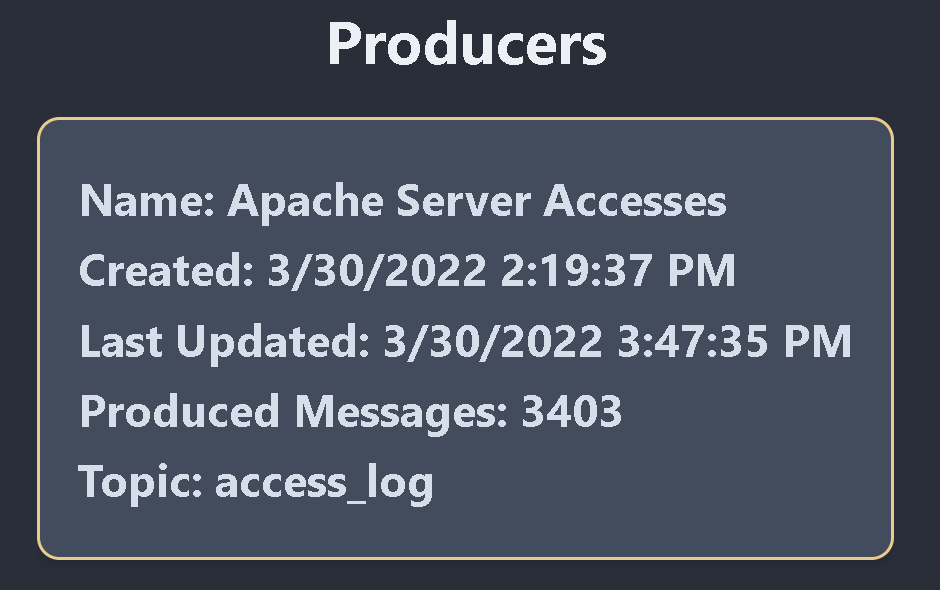 Producers
Name: Apache Server Accesses
Created: 3/30/2022 2:19:37 PM
Last Updated: 3/30/2022 3:47:35 PM
Produced Messages: 3403
Topic: access_log